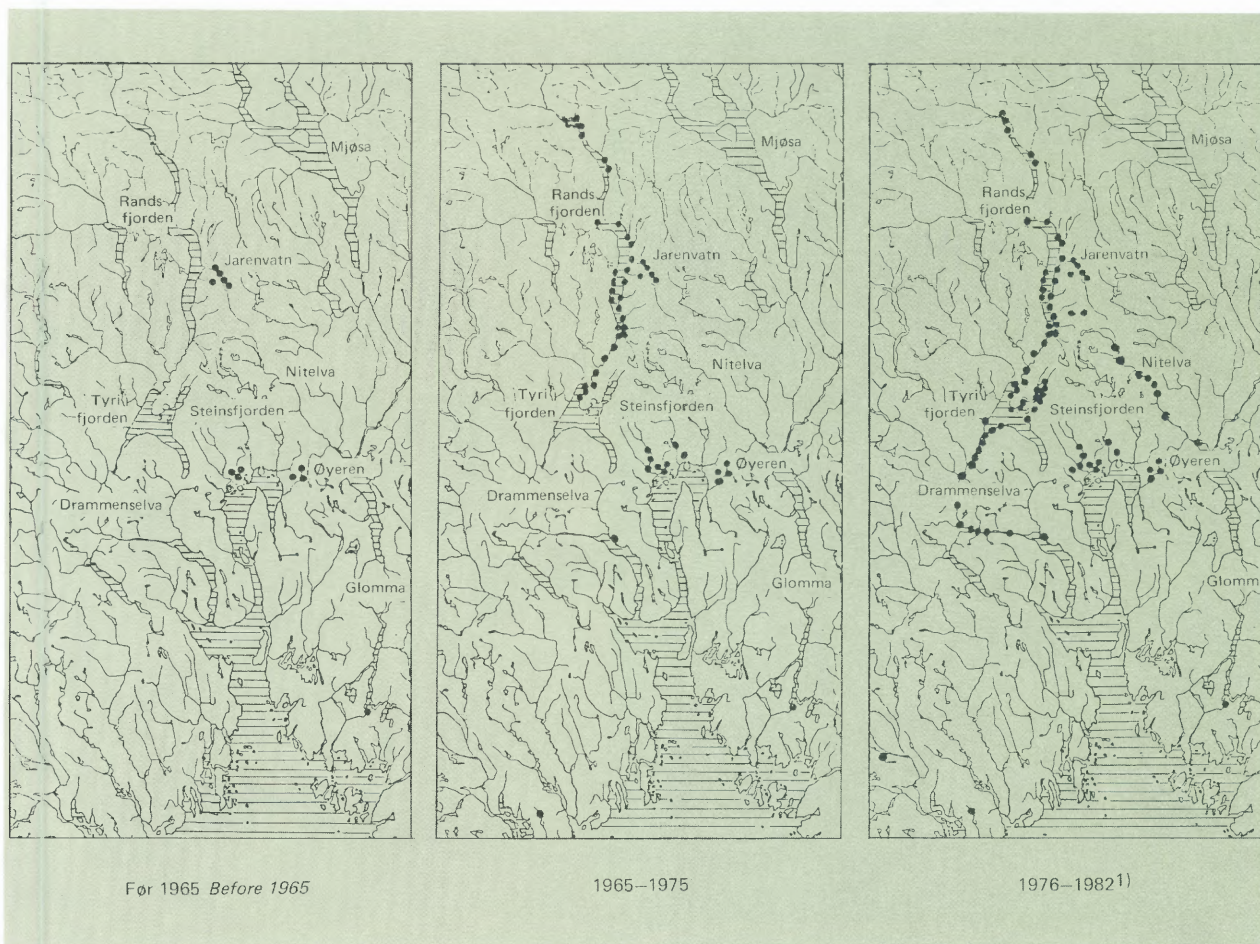 Mjøsa
Rands-
fjorden
Jarenvatn
Nitelva
Tyri-
fjorden
Steinsfjorden
Øyeren
Drammenselva
Glomma
Før 1965 Before 1965
Mjøsa
Rands
fjorden
Jarenvatn
Nitelva
Tyri
fjorden
Steinsfjorden
Øyeren
Drammenselva
Glomma
1965–1975
Mjøsa
Rands
fjorden
Jarenvatn
Nitelva
Tyri
fjorden
Steinsfjorden
Øyeren
Drammenselva
Glomm
1976–1982¹⁾